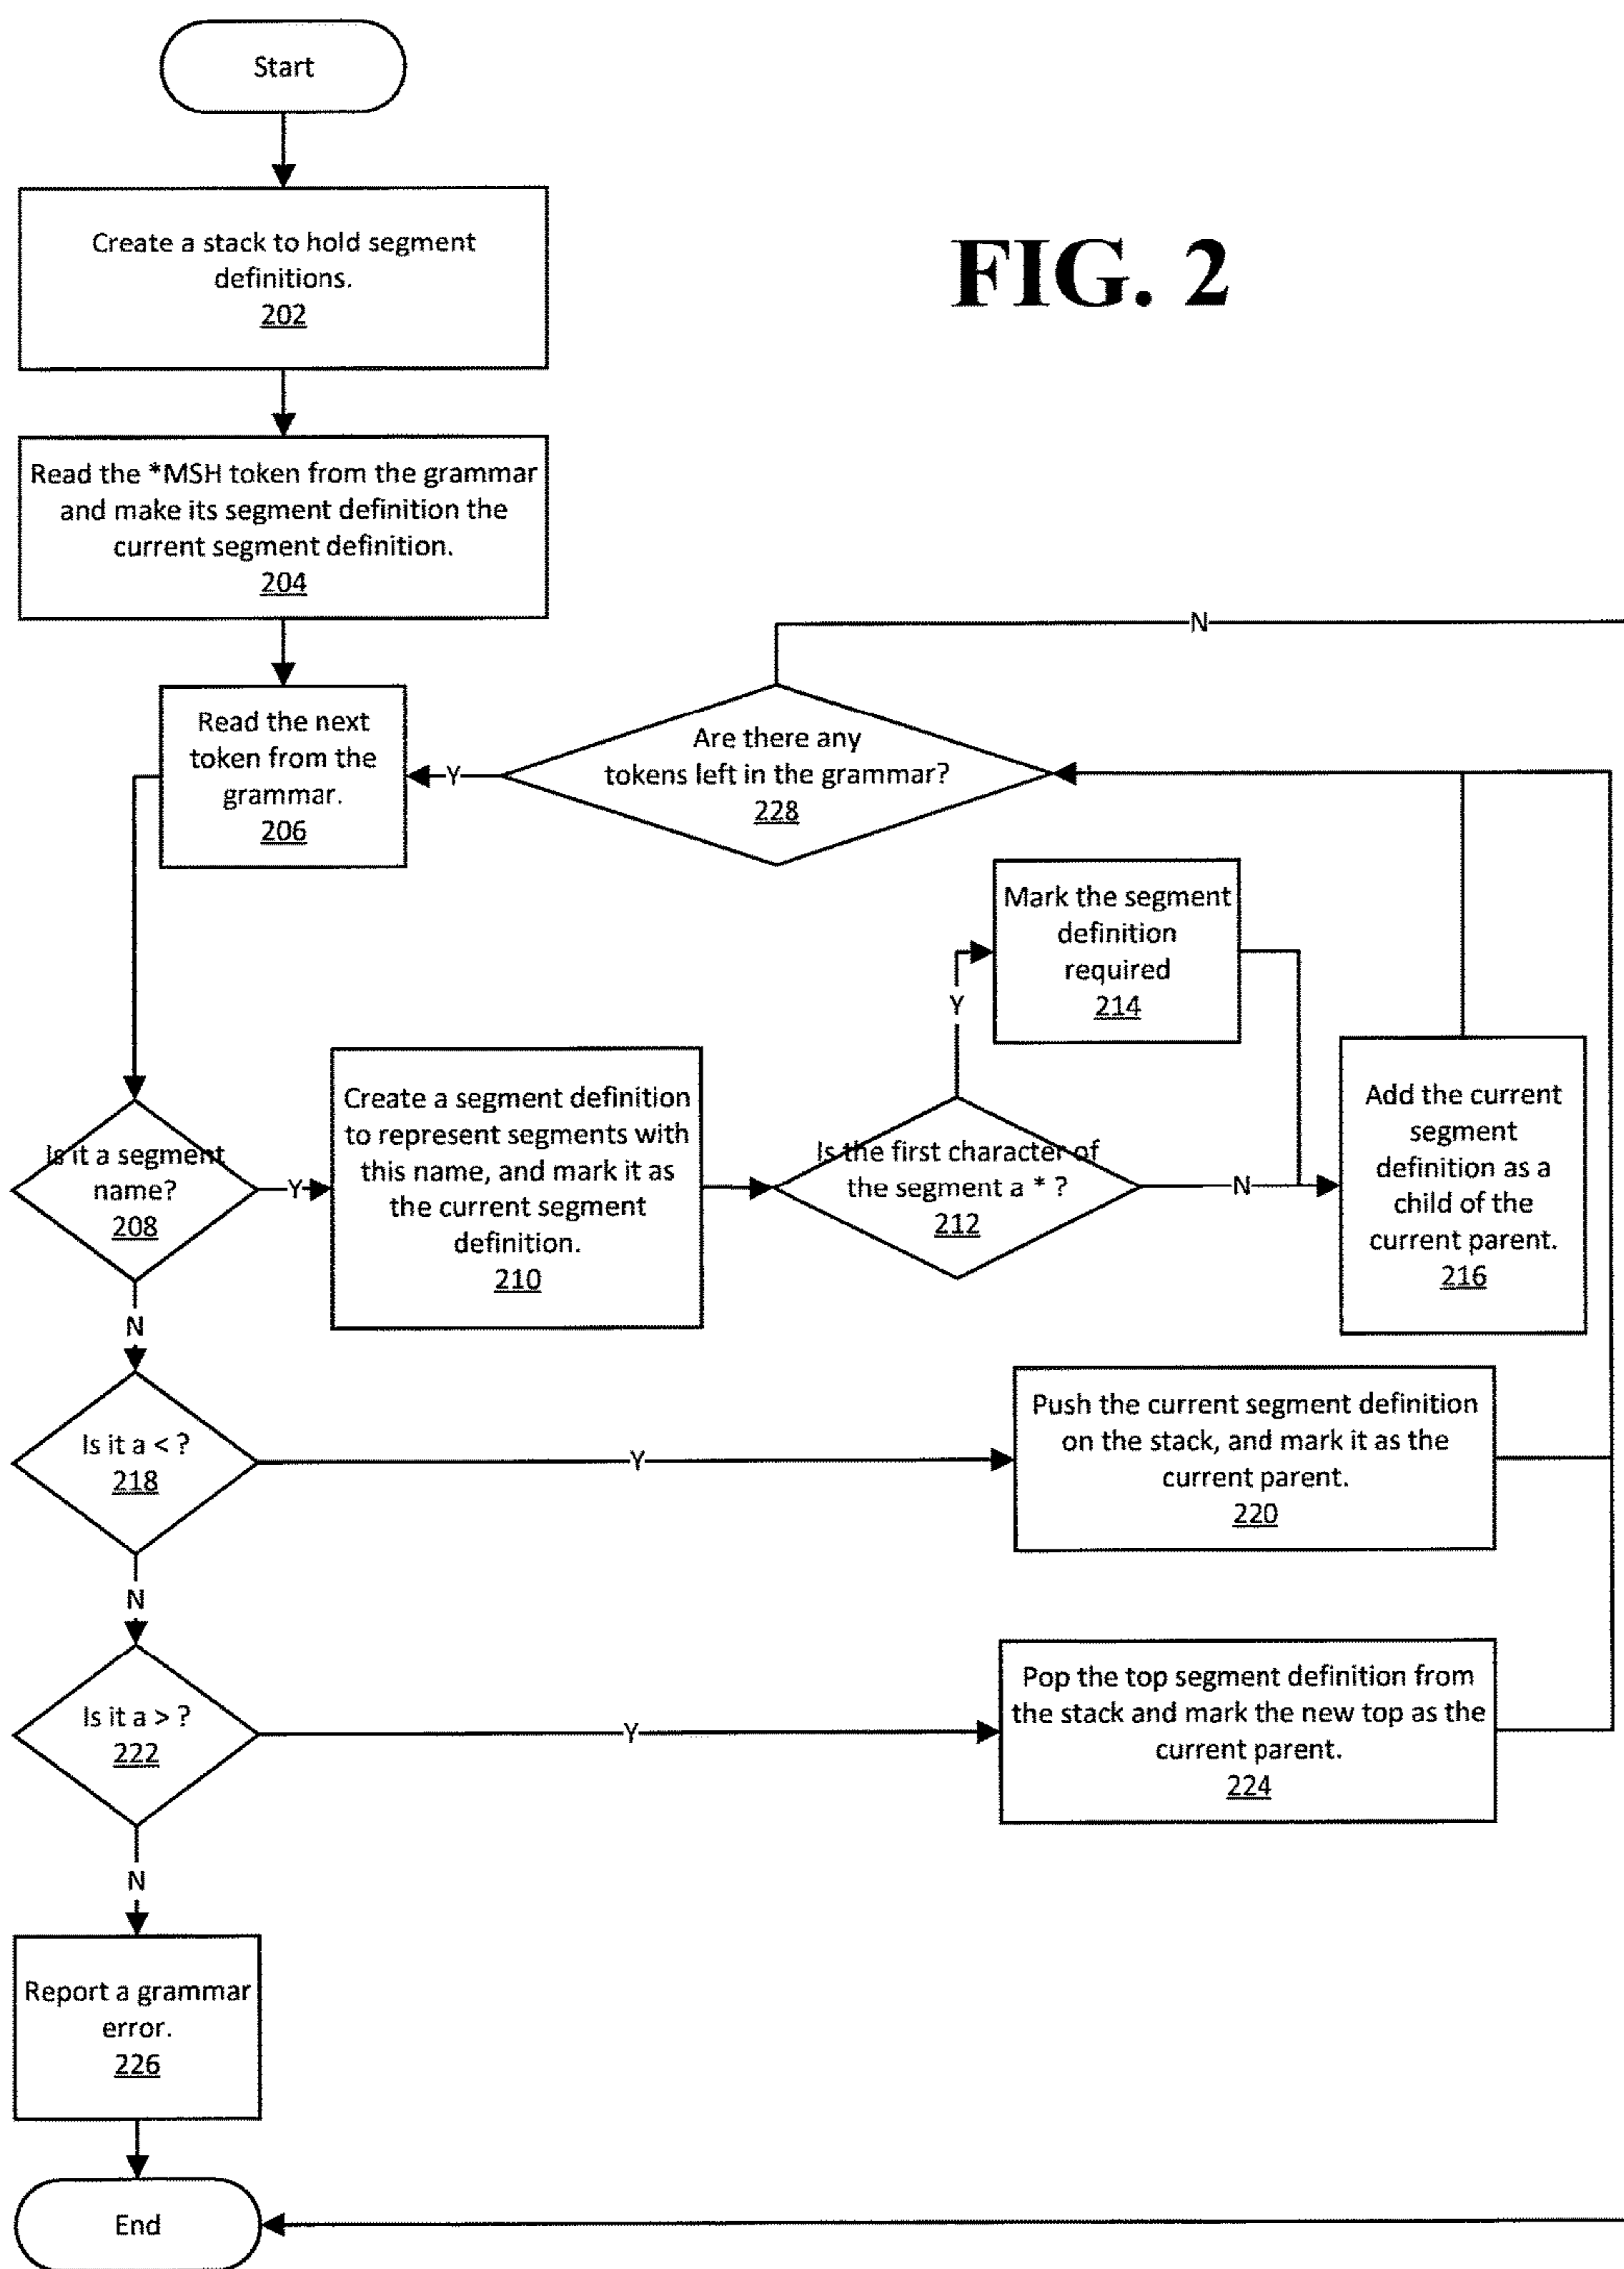 Start
Create a stack to hold segment
definitions.
202
FIG. 2
Read the *MSH token from the grammar
and make its segment definition the
current segment definition.
204
N
Read the next
token from the
grammar.
206
Y
Are there any
tokens left in the grammar?
228
Mark the segment
definition
required
214
Y
Is it a segment
name?
208
Y
Create a segment definition
to represent segments with
this name, and mark it as
the current segment
definition.
210
Is the first character of
the segment a * ?
212
N
Add the current
segment
definition as a
child of the
current parent.
216
N
Is it a < ?
218
Y
Push the current segment definition
on the stack, and mark it as the
current parent.
220
N
Is it a > ?
222
Y
Pop the top segment definition from
the stack and mark the new top as the
current parent.
224
N
Report a grammar
error.
226
End